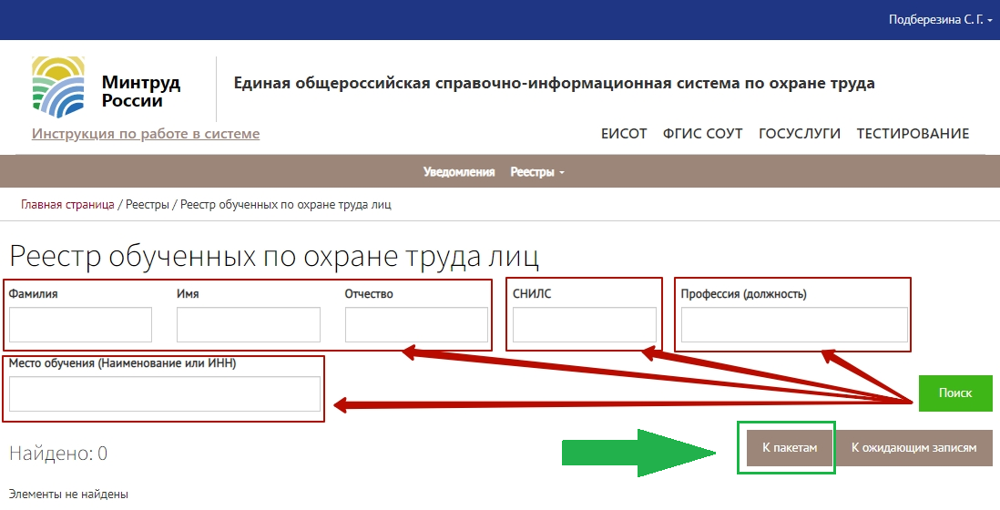 Подберезина С. Г.
Минтруд
России
Единая общероссийская справочно-информационная система по охране труда
Инструкция по работе в системе
ЕИСОТ ФГИС СОУТ ГОСУСЛУГИ ТЕСТИРОВАНИЕ
Уведомления Реестры
Главная страница / Реестры / Реестр обученных по охране труда лиц
Реестр обученных по охране труда лиц
Фамилия Имя Отчество СНИЛС Профессия (должность)
Место обучения (Наименование или ИНН)
Поиск
Найдено: 0 К пакетам К ожидающим записям
Элементы не найдены